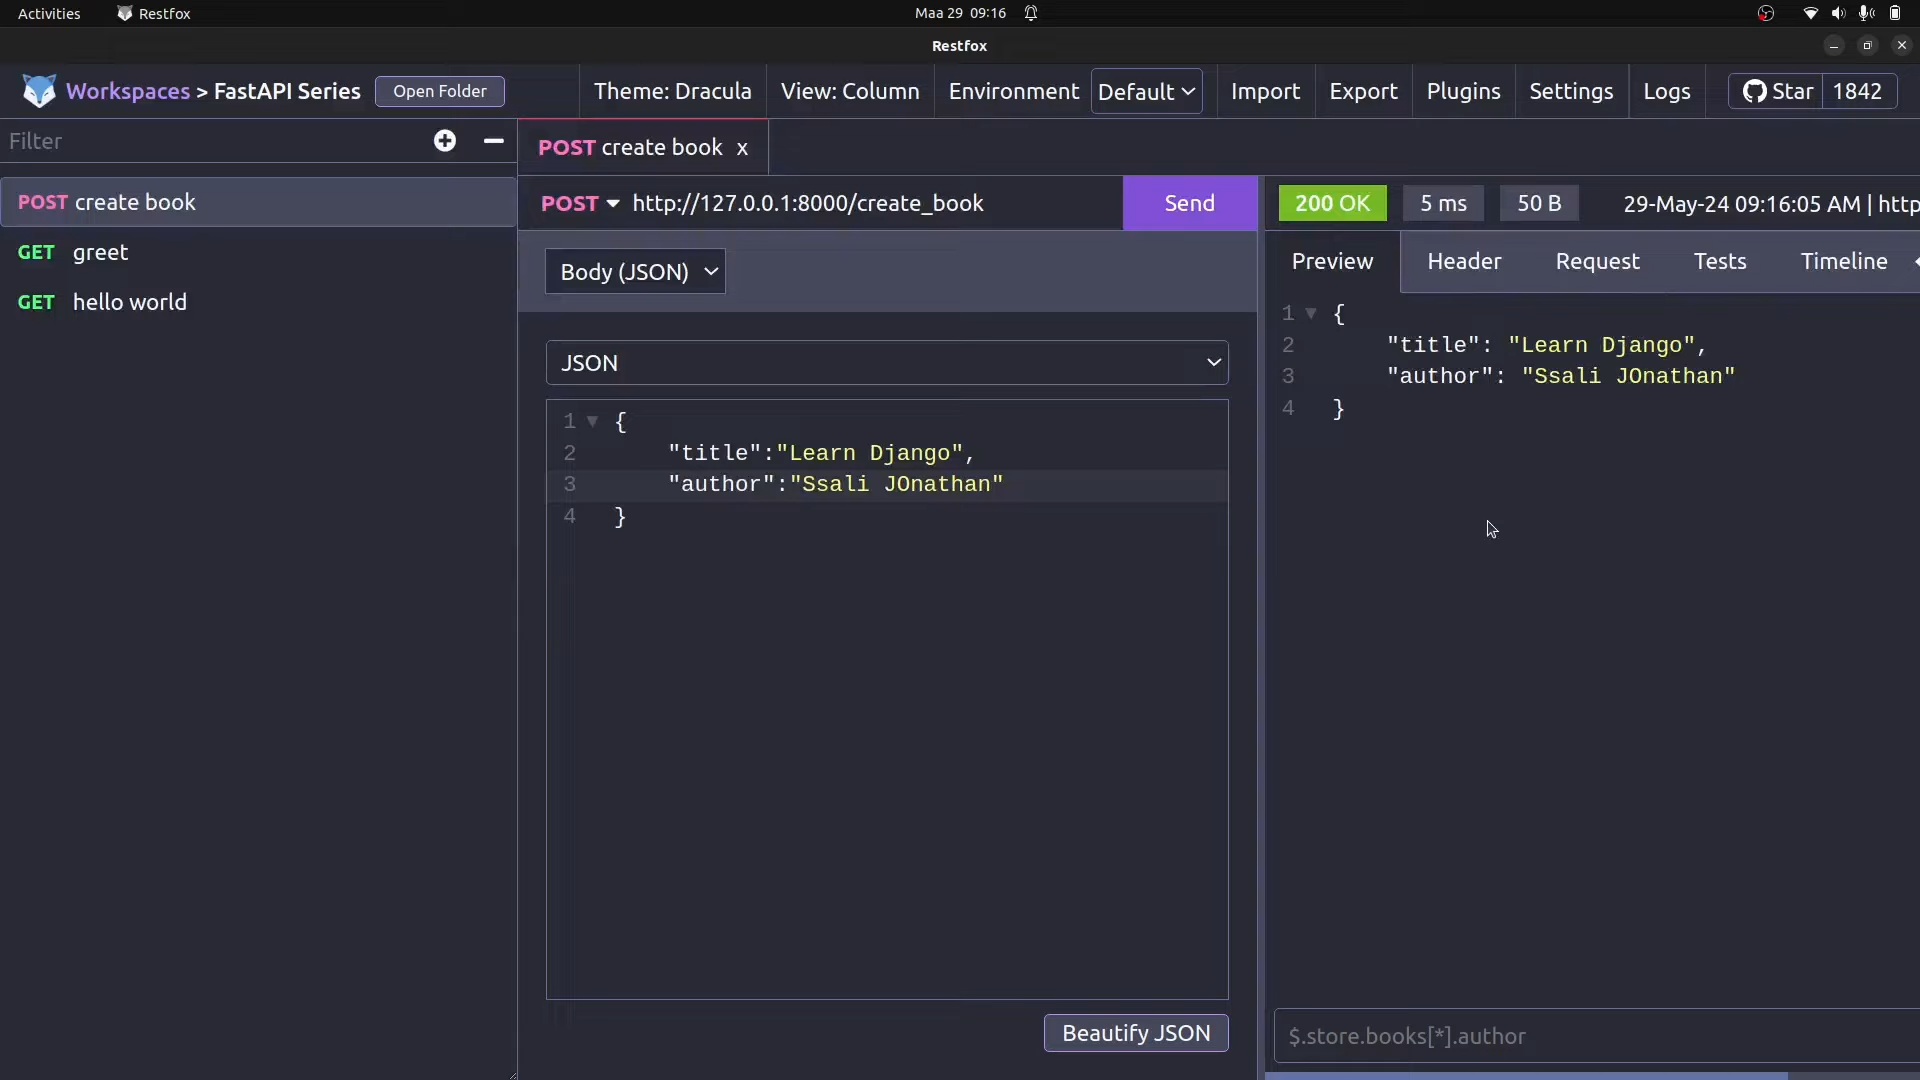 Activities Restfox Maa 29 09:16
Restfox
Workspaces > FastAPI Series Open Folder Theme: Dracula View: Column Environment Default Import Export Plugins Settings Logs Star 1842
Filter
POST create book x
POST create book
GET greet
GET hello world
POST http://127.0.0.1:8000/create_book Send
Body (JSON)
JSON
1 {
2 "title":"Learn Django",
3 "author":"Ssali JOnathan"
4 }
Beautify JSON
200 OK 5 ms 50 B 29-May-24 09:16:05 AM | http
Preview Header Request Tests Timeline
1 {
2 "title": "Learn Django",
3 "author": "Ssali JOnathan"
4 }
$.store.books[*].author